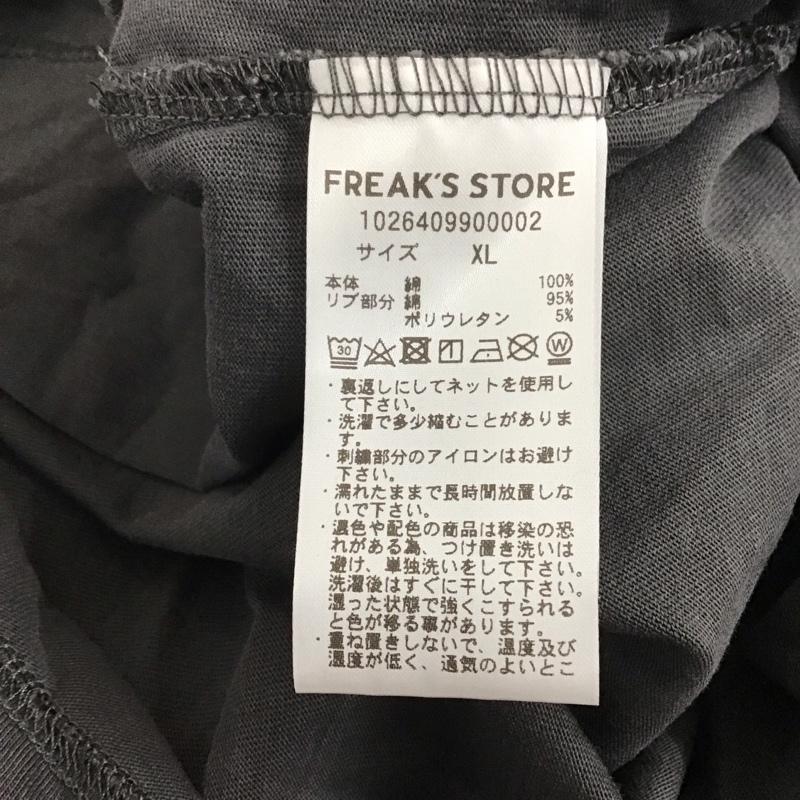 FREAK'S STORE
1026409900002
サイズ XL
本体 綿 100%
リブ部分 綿 95%
ポリウレタン 5%
30 W
・裏返しにしてネットを使用し
て下さい。
・洗濯で多少縮むことがありま
す。
・刺繍部分のアイロンはお避け
下さい。
・濡れたままで長時間放置しな
いで下さい。
・濃色や配色の商品は移染の恐
れがある為、つけ置き洗いは
避け、単独洗いをして下さい。
洗濯後はすぐに干して下さい。
湿った状態で強くこすられる
と色が移る事があります。
・重ね置きしないで、温度及び
湿度が低く、通気のよいとこ